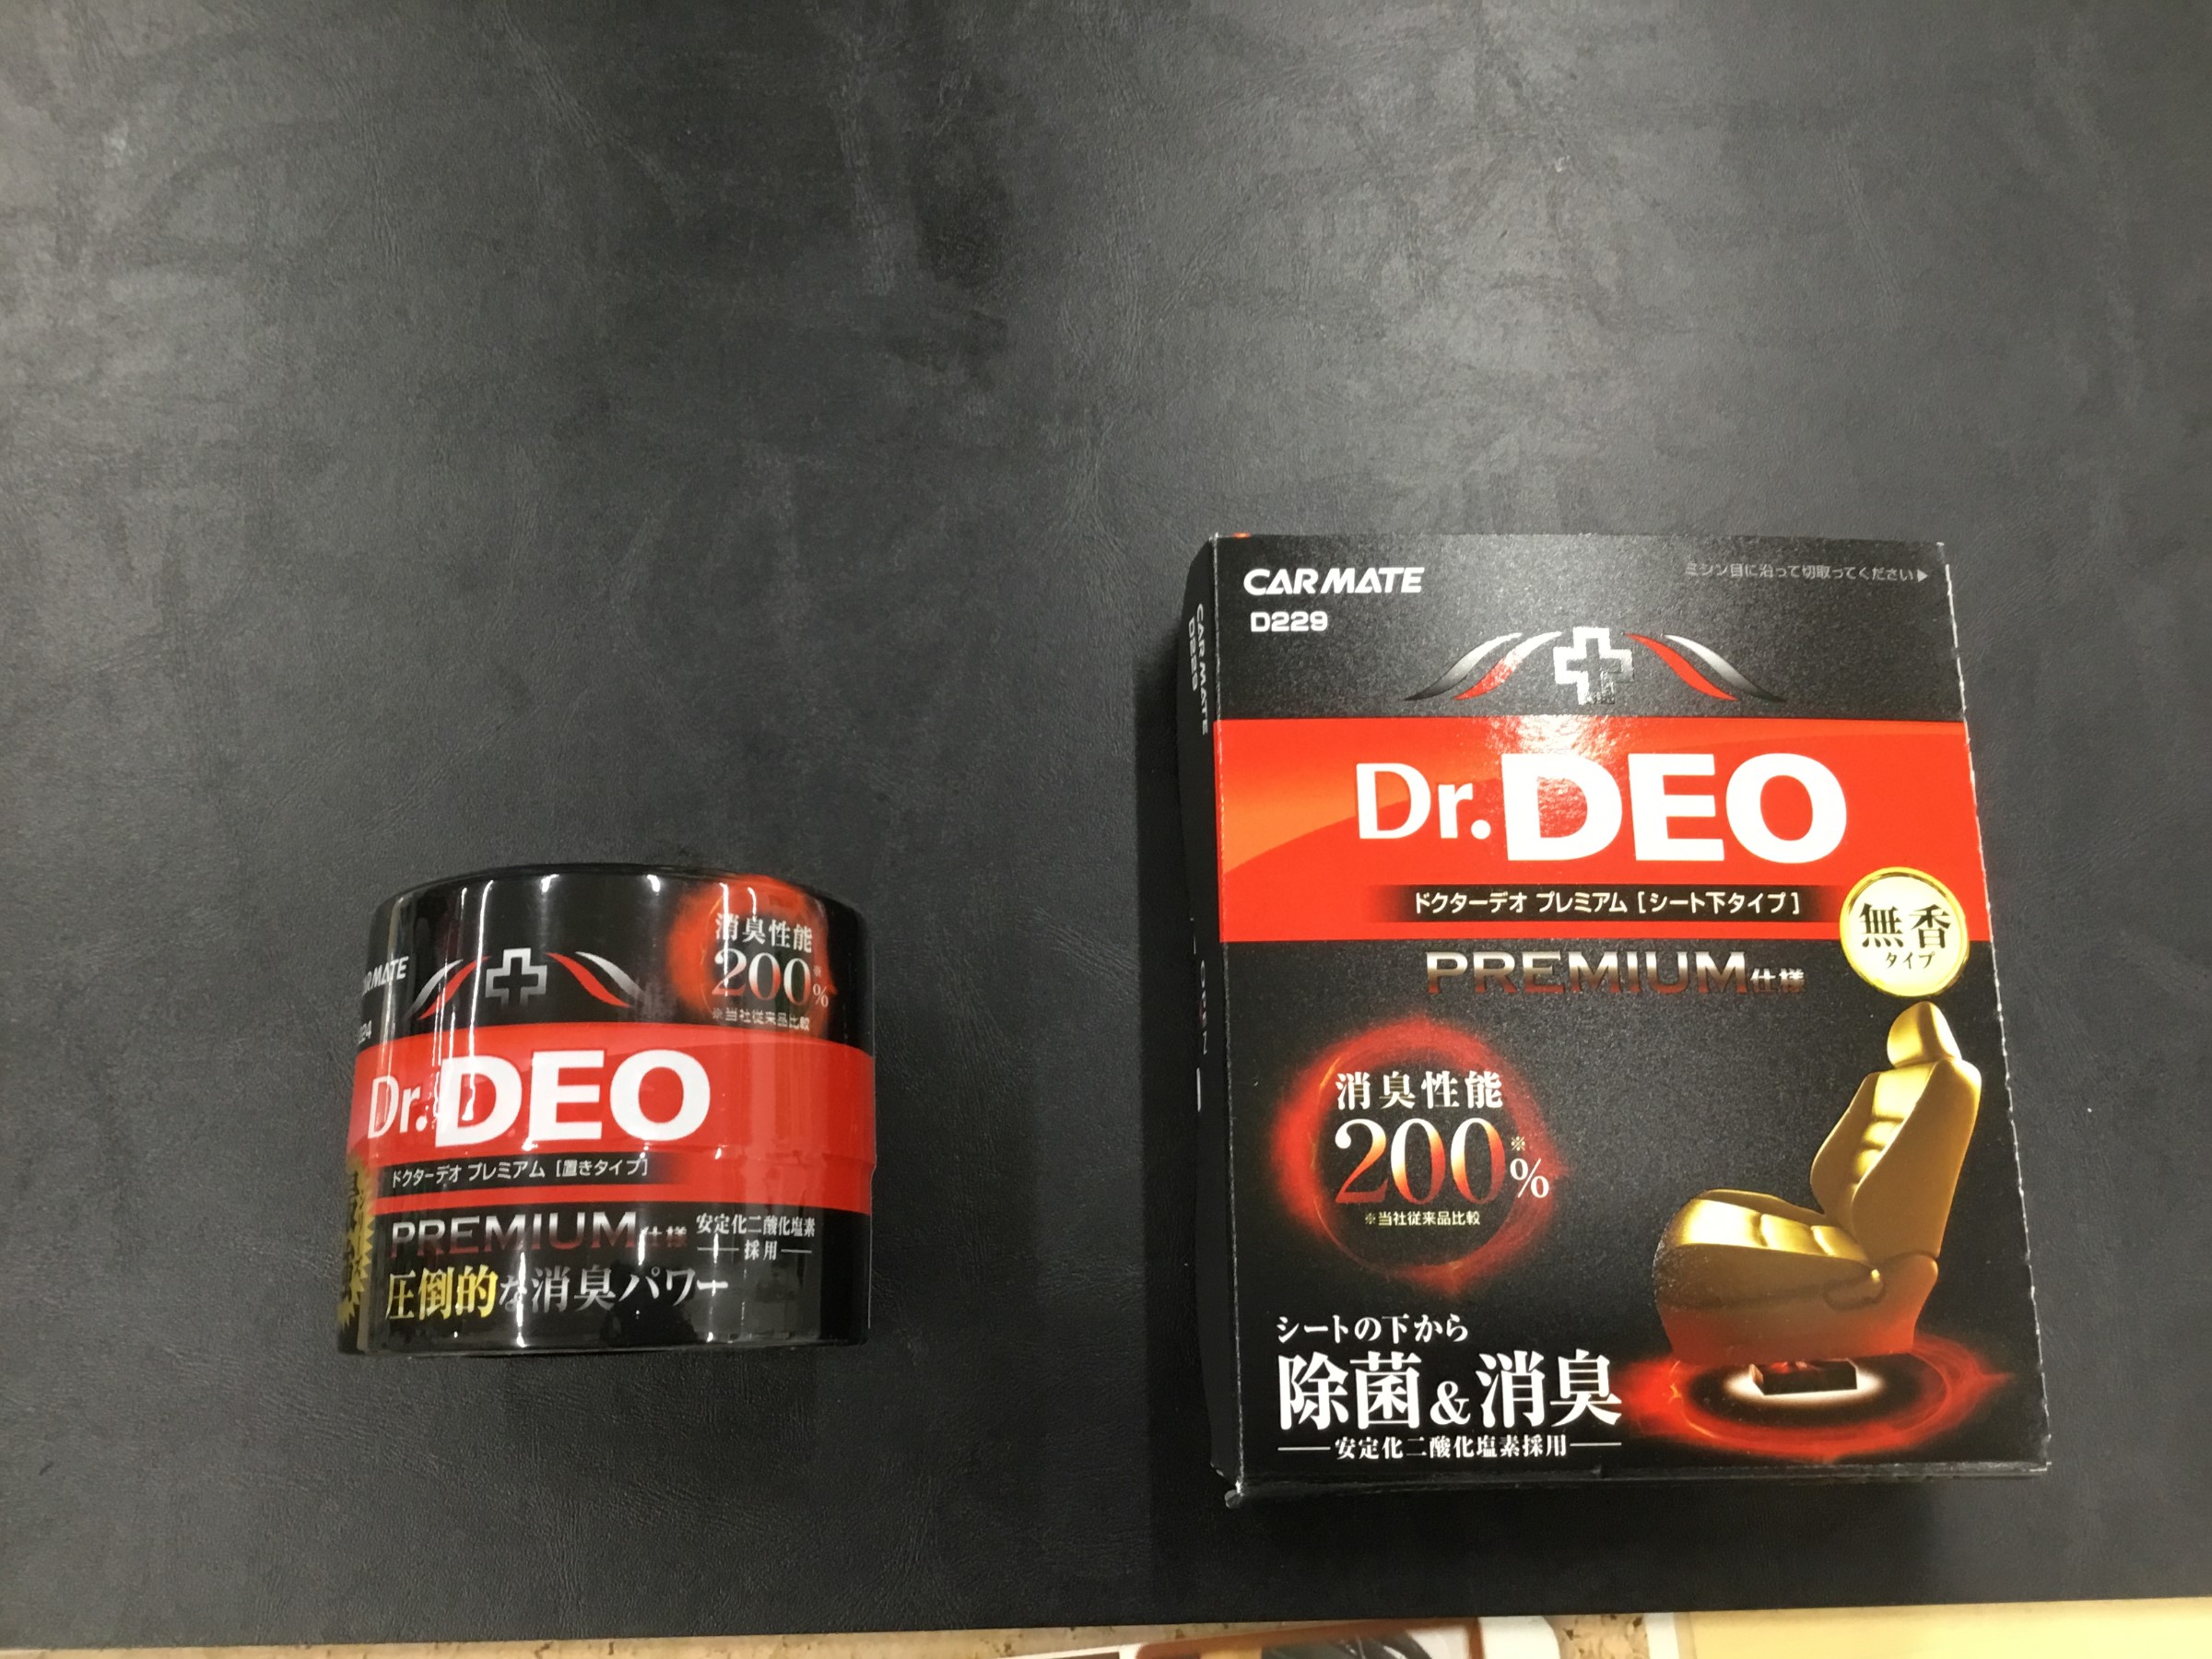 消臭性能
200※%
※当社従来品比較
Dr.DEO
ドクターデオ プレミアム [置きタイプ]
PREMIUM仕様
安定化二酸化塩素
採用
圧倒的な消臭パワー
CARMATE
D229
ミシン目に沿って切取ってください▶
CARMATE
D229
Dr.DEO
ドクターデオ プレミアム [シート下タイプ]
無香
タイプ
PREMIUM仕様
消臭性能
200※%
※当社従来品比較
シートの下から
除菌&消臭
安定化二酸化塩素採用